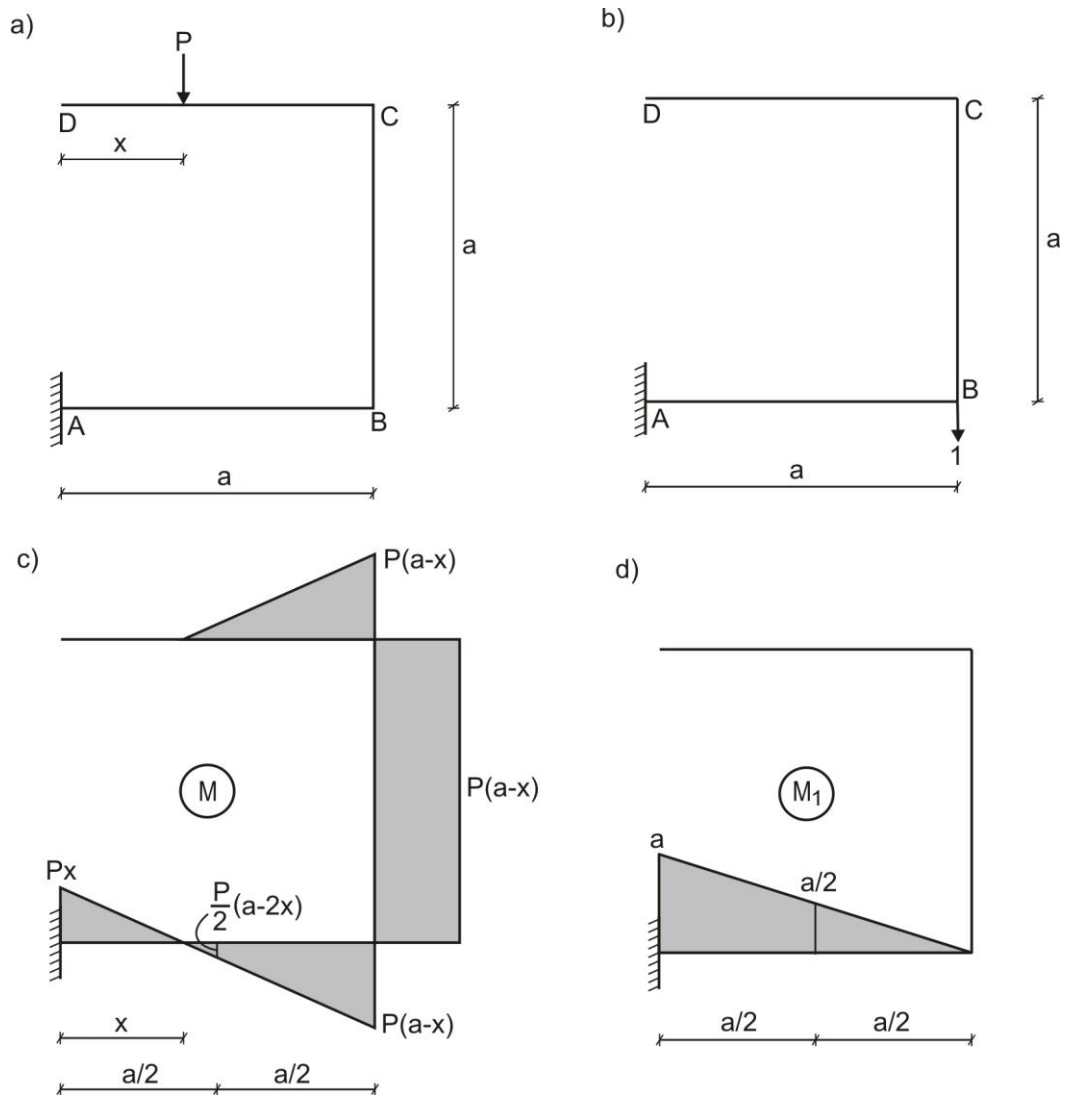 a)
P
D
C
x
a
A
B
a
b)
D
C
a
A
B
1
a
c)
P(a-x)
M
P(a-x)
Px
P/2(a-2x)
P(a-x)
x
a/2
a/2
d)
M₁
a
a/2
a/2
a/2